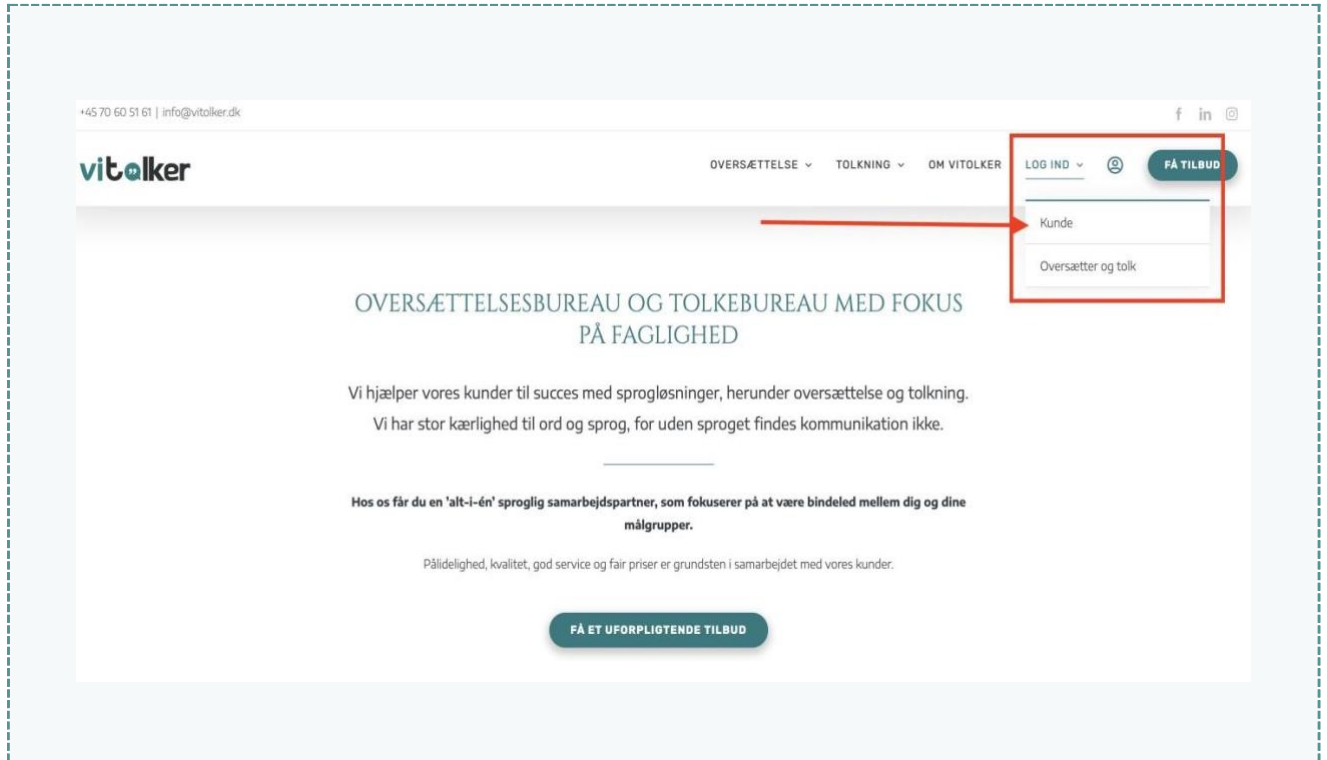 +45 70 60 51 61 | info@vitolker.dk
vitolker
OVERSÆTTELSE
TOLKNING
OM VITOLKER
LOG IND
FÅ TILBUD
Kunde
Oversætter og tolk
OVERSÆTTELSESBUREAU OG TOLKEBUREAU MED FOKUS
PÅ FAGLIGHED
Vi hjælper vores kunder til succes med sprogløsninger, herunder oversættelse og tolkning.
Vi har stor kærlighed til ord og sprog, for uden sproget findes kommunikation ikke.
Hos os får du en 'alt-i-én' sproglig samarbejdspartner, som fokuserer på at være bindeled mellem dig og dine
målgrupper.
Pålidelighed, kvalitet, god service og fair priser er grundsten i samarbejdet med vores kunder.
FÅ ET UFORPLIGTENDE TILBUD